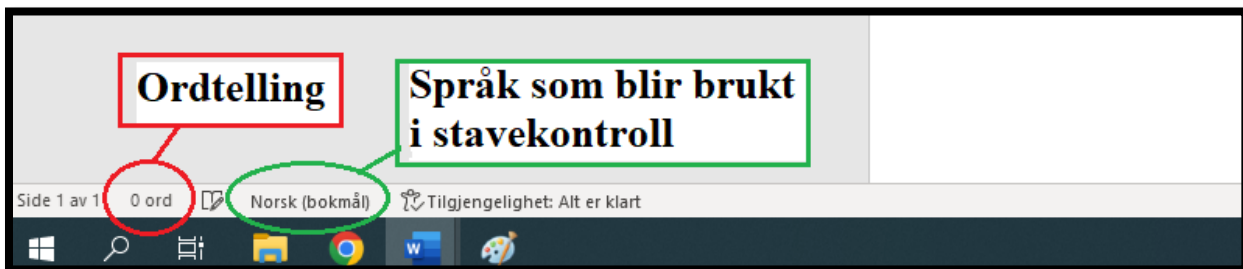 Ordtelling
Språk som blir brukt
i stavekontroll
Side 1 av 1 0 ord Norsk (bokmål) Tilgjengelighet: Alt er klart
W